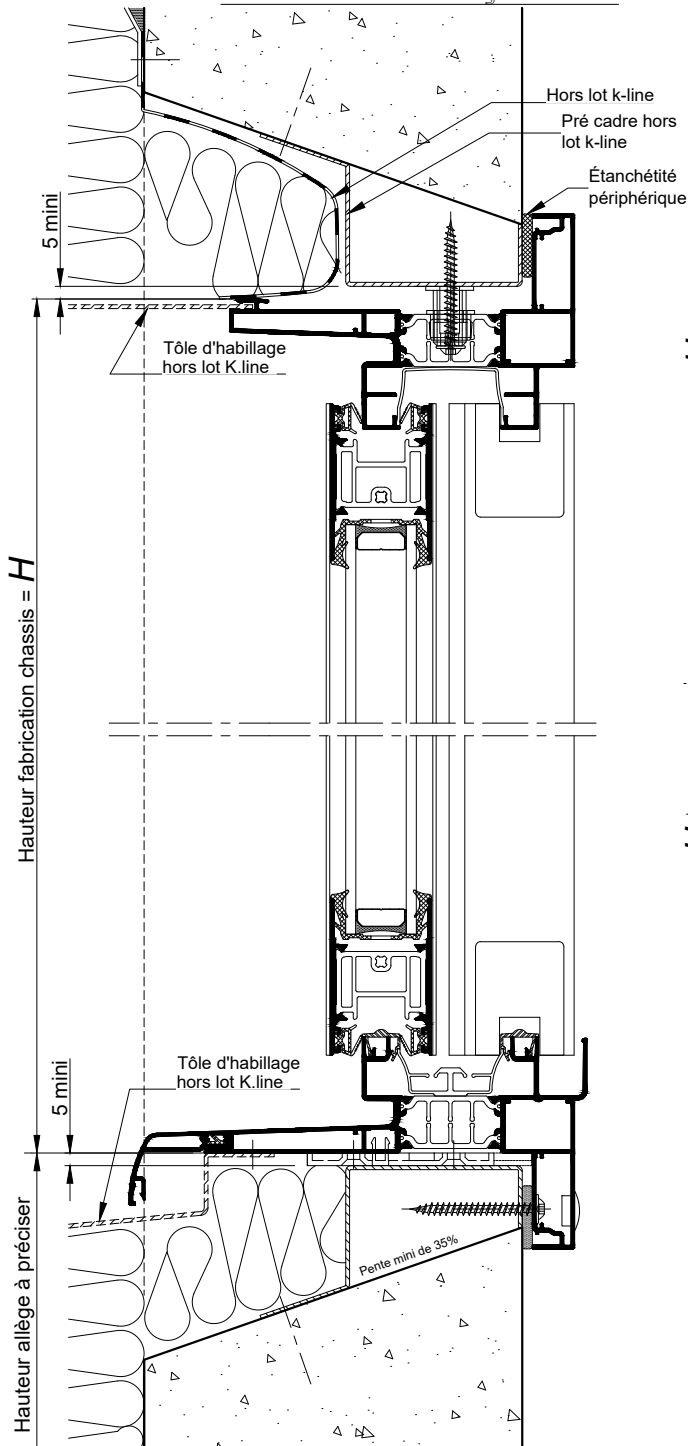 Hors lot k-line
Pré cadre hors
lot k-line
Étanchétité
périphérique
5 mini
Tôle d'habillage
hors lot K.line
Hauteur fabrication chassis = H
Tôle d'habillage
hors lot K.line
5 mini
Pente mini de 35%
Hauteur allège à préciser